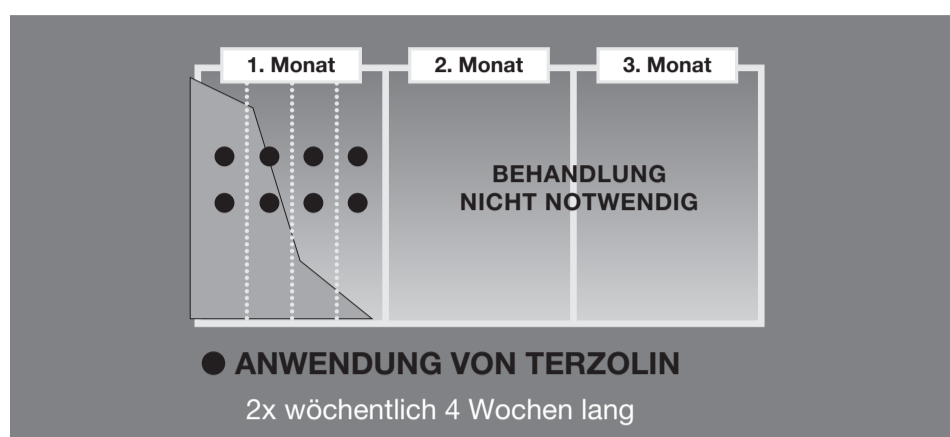 1. Monat 2. Monat 3. Monat
BEHANDLUNG
NICHT NOTWENDIG
ANWENDUNG VON TERZOLIN
2x wöchentlich 4 Wochen lang